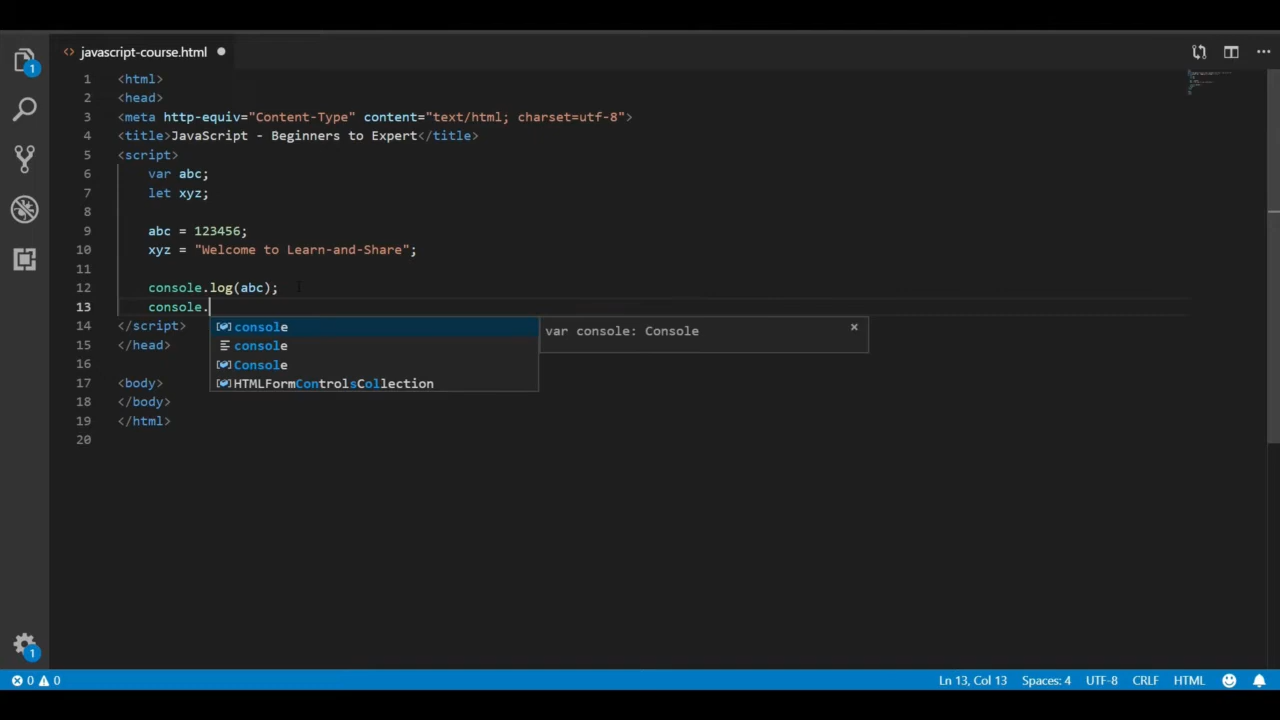 javascript-course.html
1 <html>
2 <head>
3 <meta http-equiv="Content-Type" content="text/html; charset=utf-8">
4 <title>JavaScript - Beginners to Expert</title>
5 <script>
6 var abc;
7 let xyz;
8
9 abc = 123456;
10 xyz = "Welcome to Learn-and-Share";
11
12 console.log(abc);
13 console.
14 </script>
console
var console: Console
15 </head>
console
16
Console
17 <body>
HTMLFormControlsCollection
18 </body>
19 </html>
20
1
1
0 0
Ln 13, Col 13 Spaces: 4 UTF-8 CRLF HTML